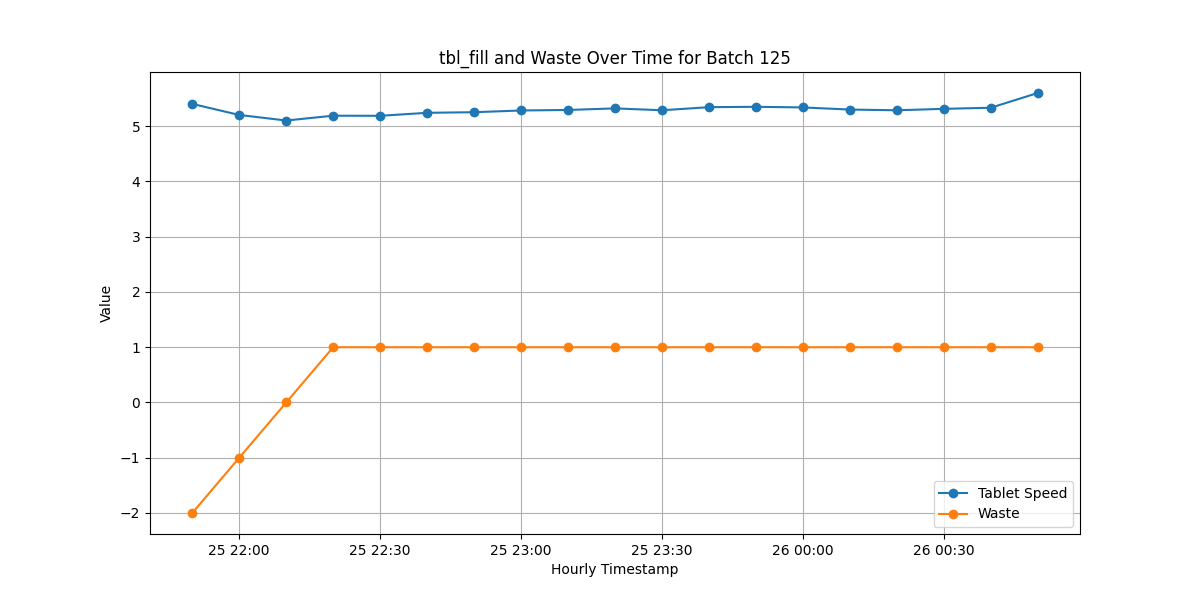 tbl_fill and Waste Over Time for Batch 125
Value
5
4
3
2
1
0
−1
−2
Tablet Speed
Waste
25 22:00
25 22:30
25 23:00
25 23:30
26 00:00
26 00:30
Hourly Timestamp